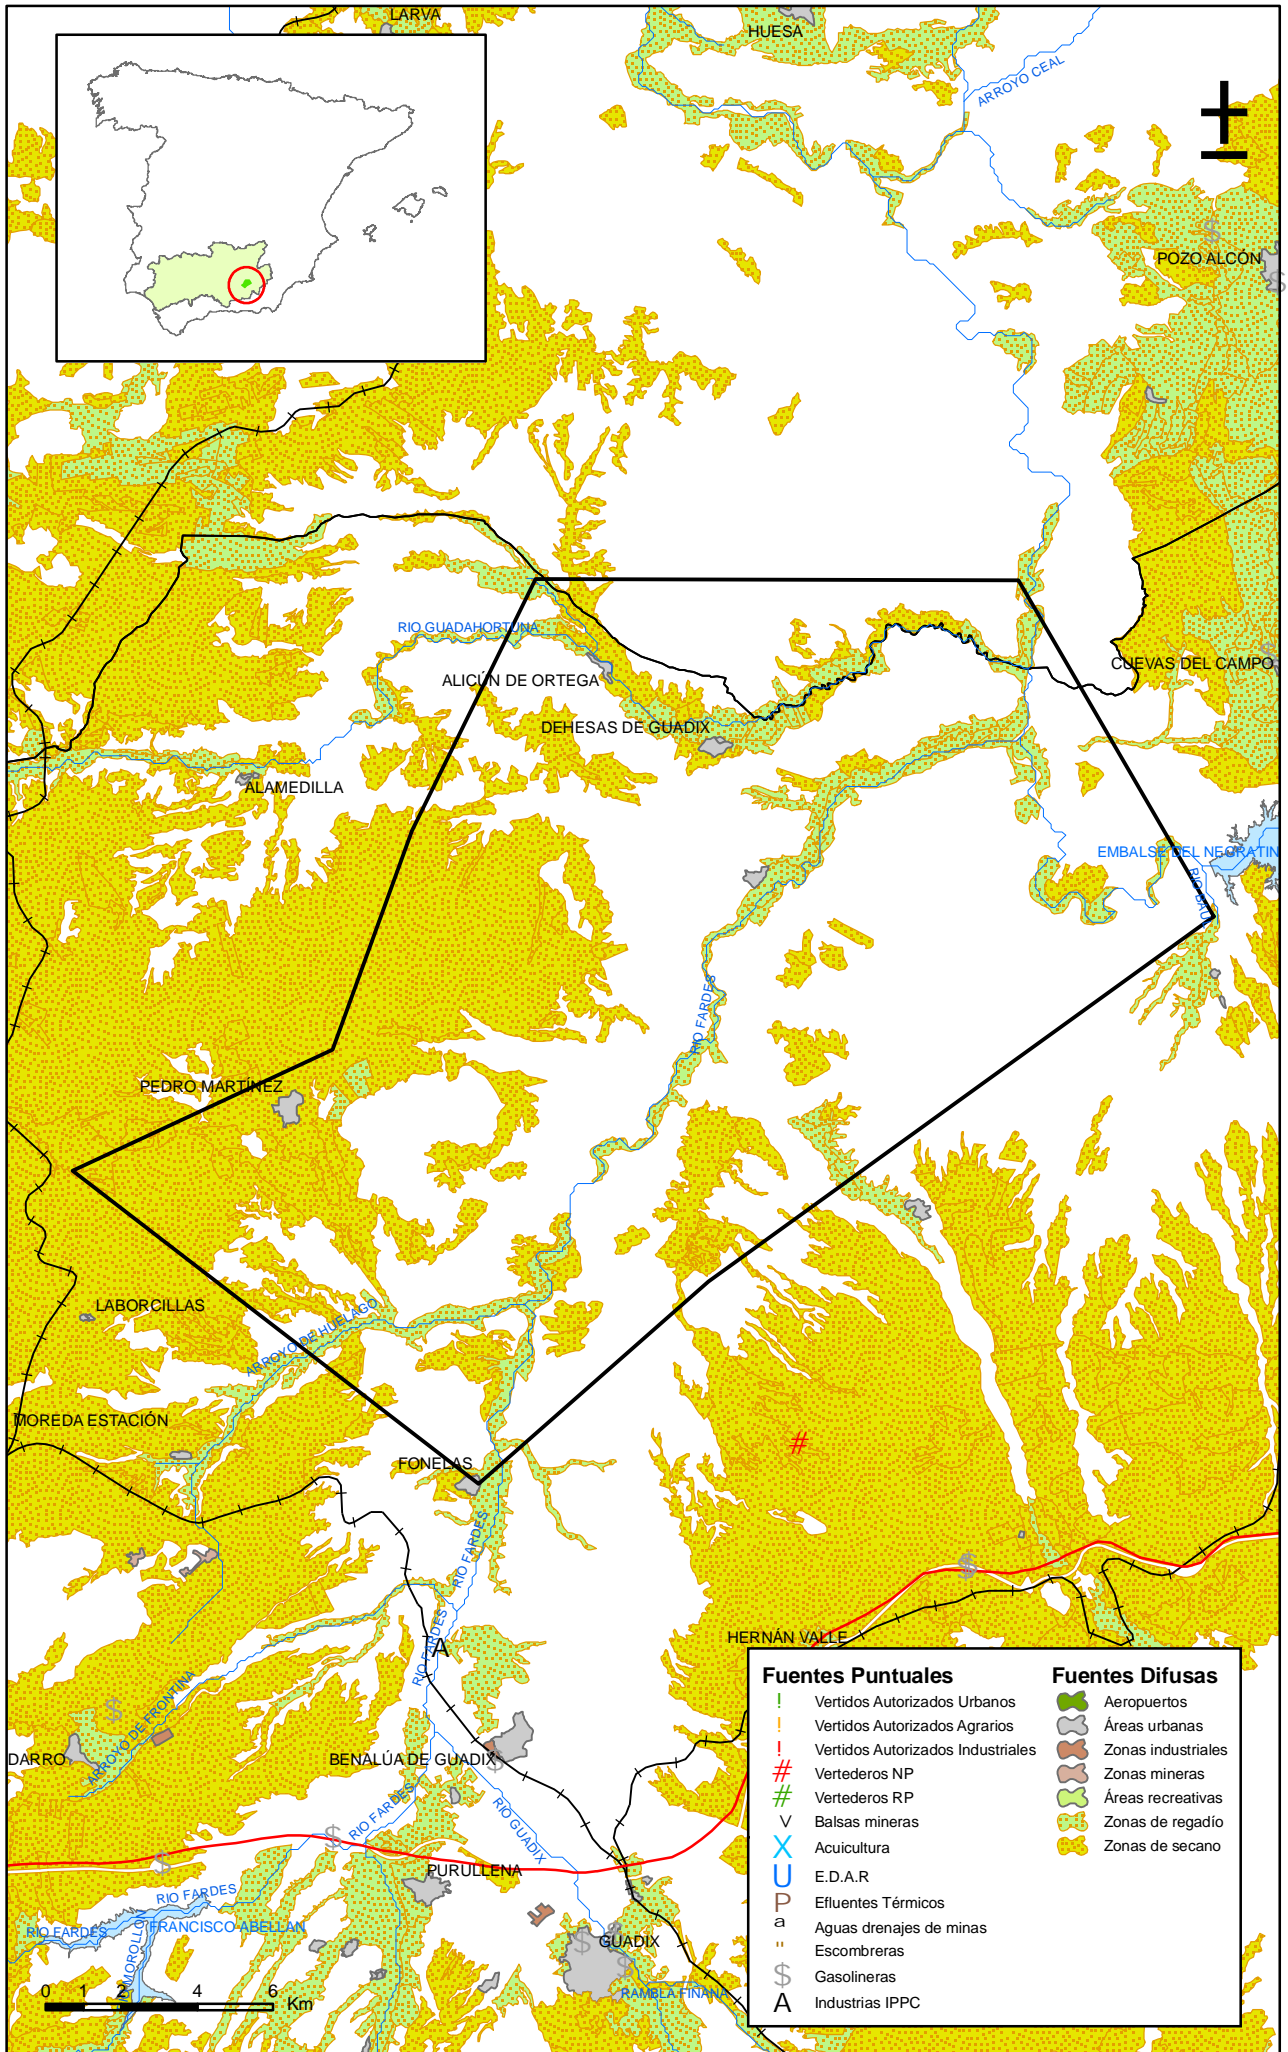 LARVA
HUESA
ARROYO CEAL
POZO ALCÓN
$
$
RIO GUADAHORTUNA
ALICÚN DE ORTEGA
CUEVAS DEL CAMPO
DEHESAS DE GUADIX
ALAMEDILLA
EMBALSE DEL NEGRATIN
RIO BAU
RIO FARDES
PEDRO MARTÍNEZ
LABORCILLAS
ARROYO DE HUELAGO
MOREDA ESTACIÓN
#
FONELAS
RIO FARDES
$
RIO FARDES
HERNÁN VALLE
A
ARROYO DE FRONTINA
$
DARRO
BENALÚA DE GUADIX
$
RIO FARDES
RIO GUADIX
$
$
PURULLENA
RIO FARDES
RIO FARDES
FRANCISCO ABELLAN
MOROLLON
GUADIX
$
$
$
RAMBLA FIÑANA
0 1 2 4 6
Km
Fuentes Puntuales
! Vertidos Autorizados Urbanos
! Vertidos Autorizados Agrarios
! Vertidos Autorizados Industriales
# Vertederos NP
# Vertederos RP
V Balsas mineras
X Acuicultura
U E.D.A.R
P Efluentes Térmicos
a Aguas drenajes de minas
" Escombreras
$ Gasolineras
A Industrias IPPC
Fuentes Difusas
Aeropuertos
Áreas urbanas
Zonas industriales
Zonas mineras
Áreas recreativas
Zonas de regadío
Zonas de secano